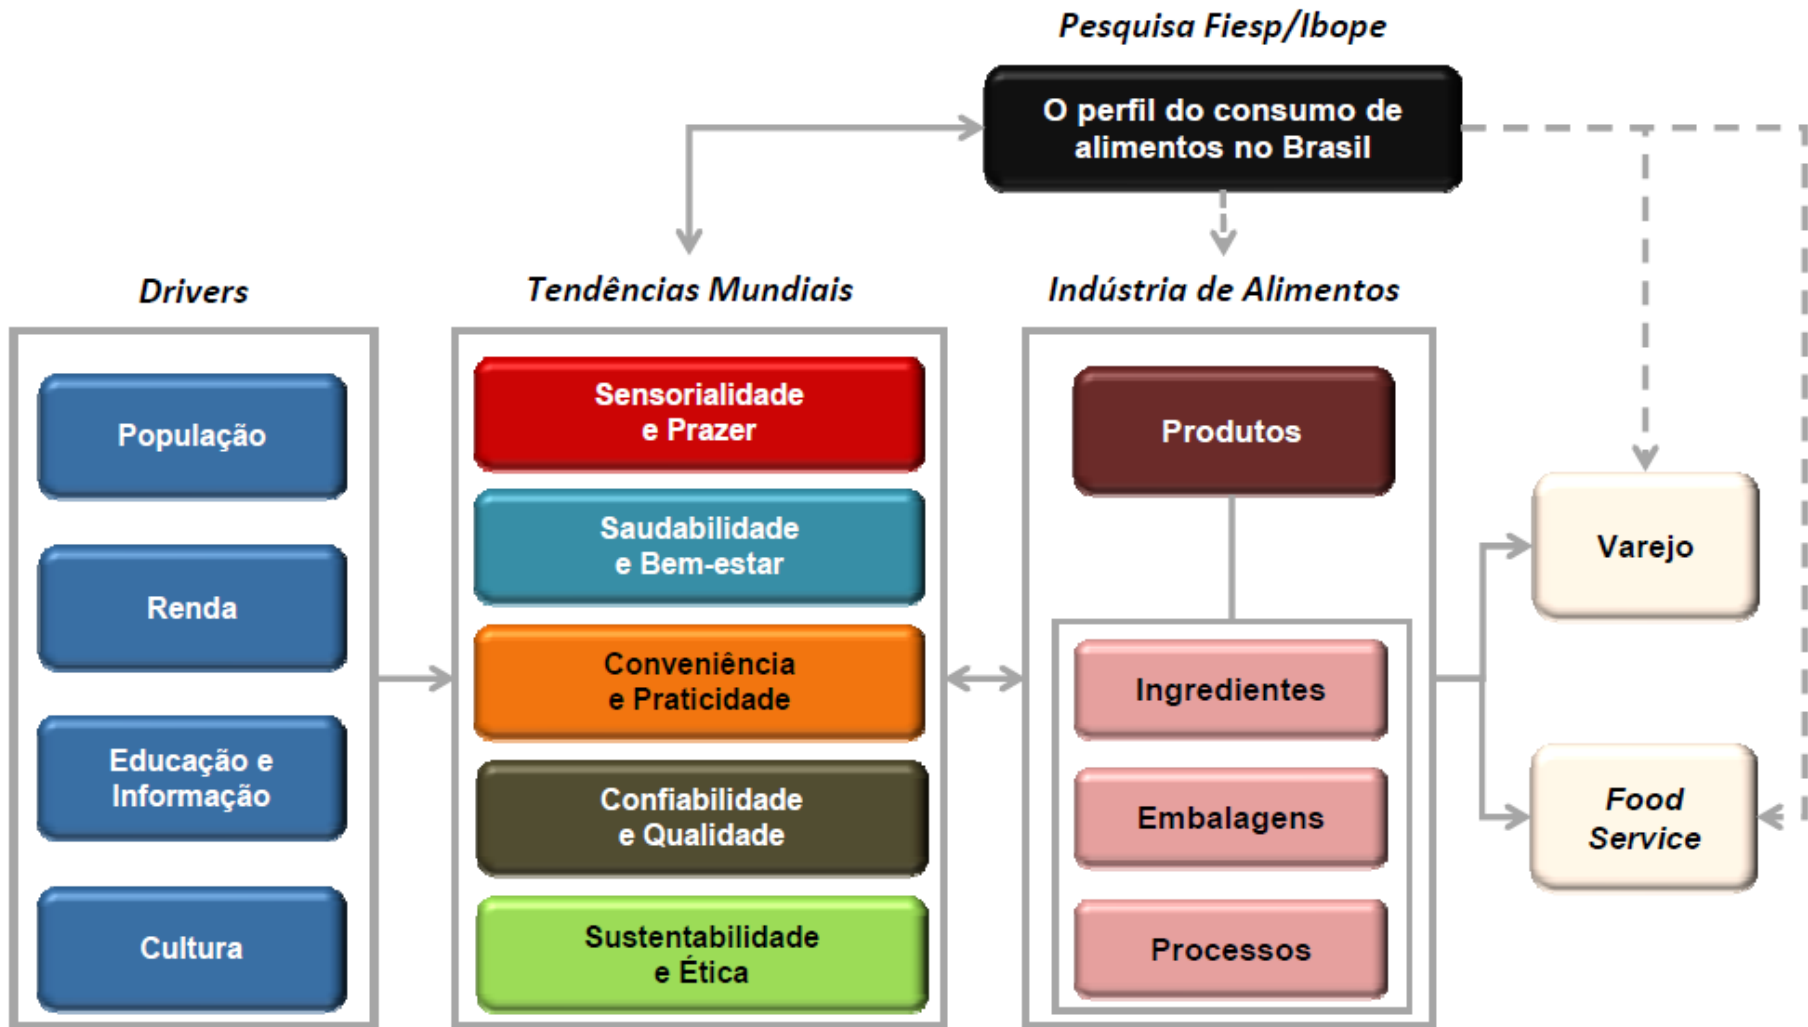 Pesquisa Fiesp/Ibope
O perfil do consumo de
alimentos no Brasil
Drivers
População
Renda
Educação e
Informação
Cultura
Tendências Mundiais
Sensorialidade
e Prazer
Saudabilidade
e Bem-estar
Conveniência
e Praticidade
Confiabilidade
e Qualidade
Sustentabilidade
e Ética
Indústria de Alimentos
Produtos
Ingredientes
Embalagens
Processos
Varejo
Food
Service